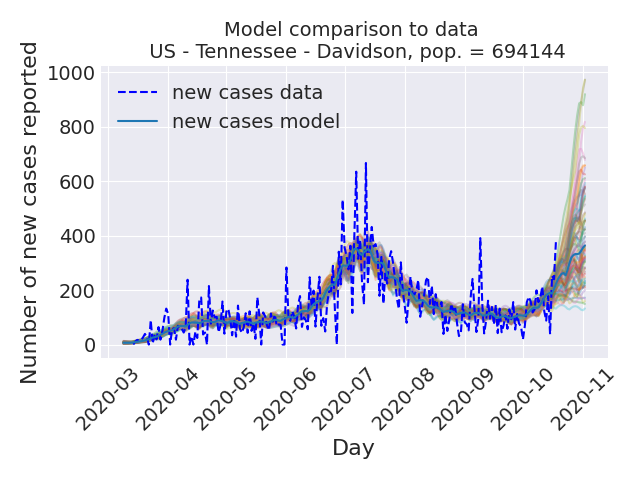 Model comparison to data
US - Tennessee - Davidson, pop. = 694144
Number of new cases reported
1000
800
600
400
200
0
new cases data
new cases model
2020-03
2020-04
2020-05
2020-06
2020-07
2020-08
2020-09
2020-10
2020-11
Day